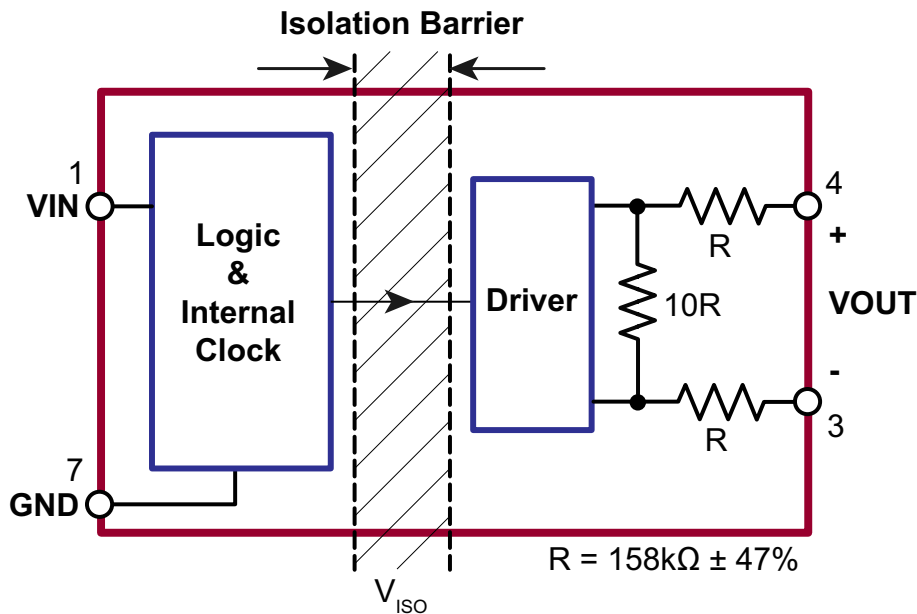 Isolation Barrier
1
VIN
Logic
&
Internal
Clock
7
GND
Driver
R
10R
R
4
+
VOUT
-
3
R = 158kΩ ± 47%
VISO